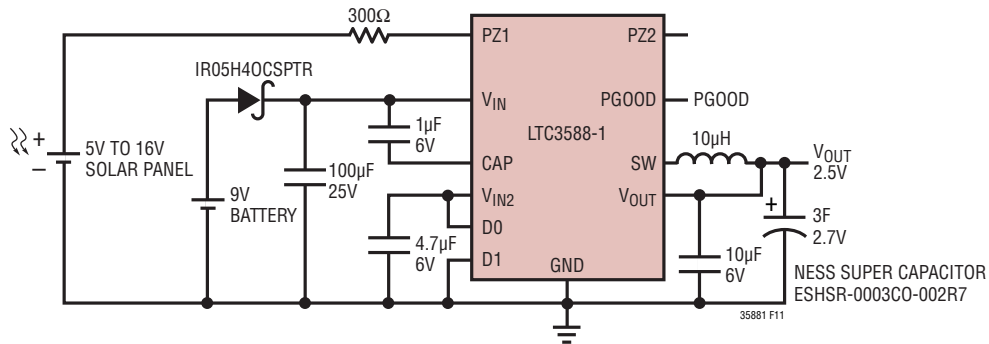 300Ω
PZ1
PZ2
IR05H4OCSPTR
VIN
PGOOD
PGOOD
LTC3588-1
1µF
6V
CAP
10µH
SW
VOUT
2.5V
5V TO 16V
SOLAR PANEL
+
–
100µF
25V
9V
BATTERY
VIN2
VOUT
D0
+
3F
2.7V
4.7µF
6V
D1
GND
10µF
6V
NESS SUPER CAPACITOR
ESHSR-0003CO-002R7
35881 F11